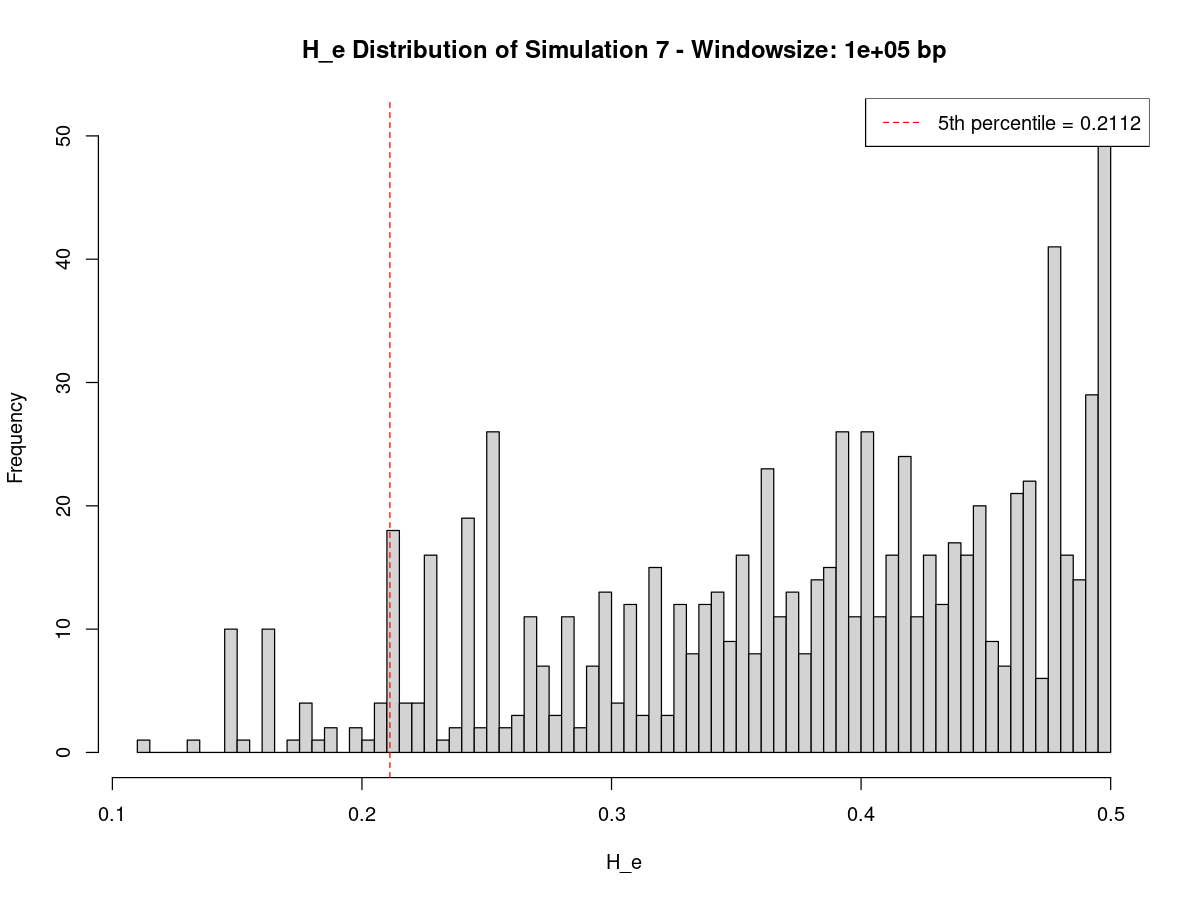 H_e Distribution of Simulation 7 - Windowsize: 1e+05 bp
5th percentile = 0.2112
Frequency
50
40
30
20
10
0
0.1 0.2 0.3 0.4 0.5
H_e